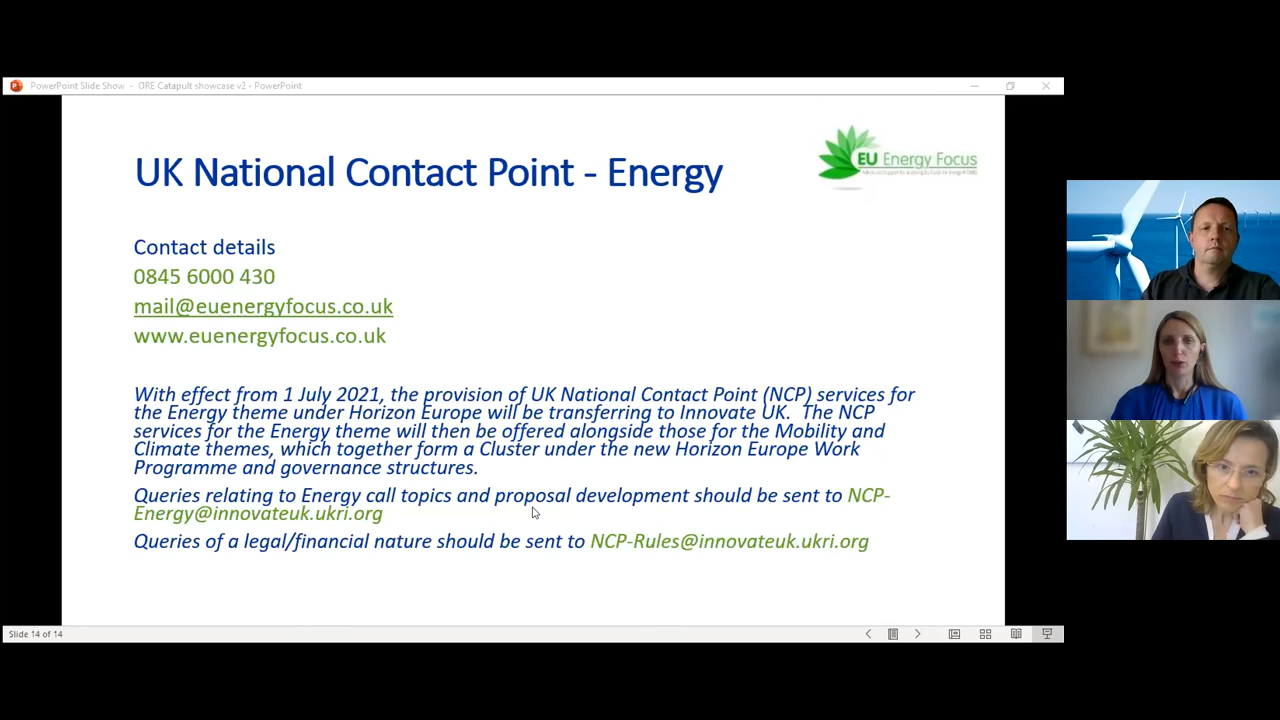 PowerPoint Slide Show - ORE Catapult showcase v2 - PowerPoint
UK National Contact Point - Energy
EU Energy Focus
Contact details
0845 6000 430
mail@euenergyfocus.co.uk
www.euenergyfocus.co.uk
With effect from 1 July 2021, the provision of UK National Contact Point (NCP) services for
the Energy theme under Horizon Europe will be transferring to Innovate UK. The NCP
services for the Energy theme will then be offered alongside those for the Mobility and
Climate themes, which together form a Cluster under the new Horizon Europe Work
Programme and governance structures.
Queries relating to Energy call topics and proposal development should be sent to NCP-
Energy@innovateuk.ukri.org
Queries of a legal/financial nature should be sent to NCP-Rules@innovateuk.ukri.org
Slide 14 of 14